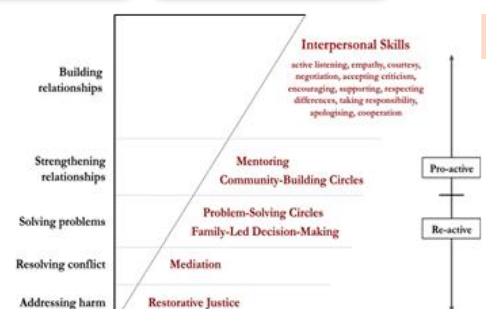 Building
relationships
Interpersonal Skills
active listening, empathy, courtesy,
negotiation, accepting criticism,
encouraging, supporting, respecting
differences, taking responsibility,
apologising, cooperation
Strengthening
relationships
Mentoring
Community-Building Circles
Pro-active
Solving problems
Problem-Solving Circles
Family-Led Decision-Making
Re-active
Resolving conflict
Mediation
Addressing harm
Restorative Justice